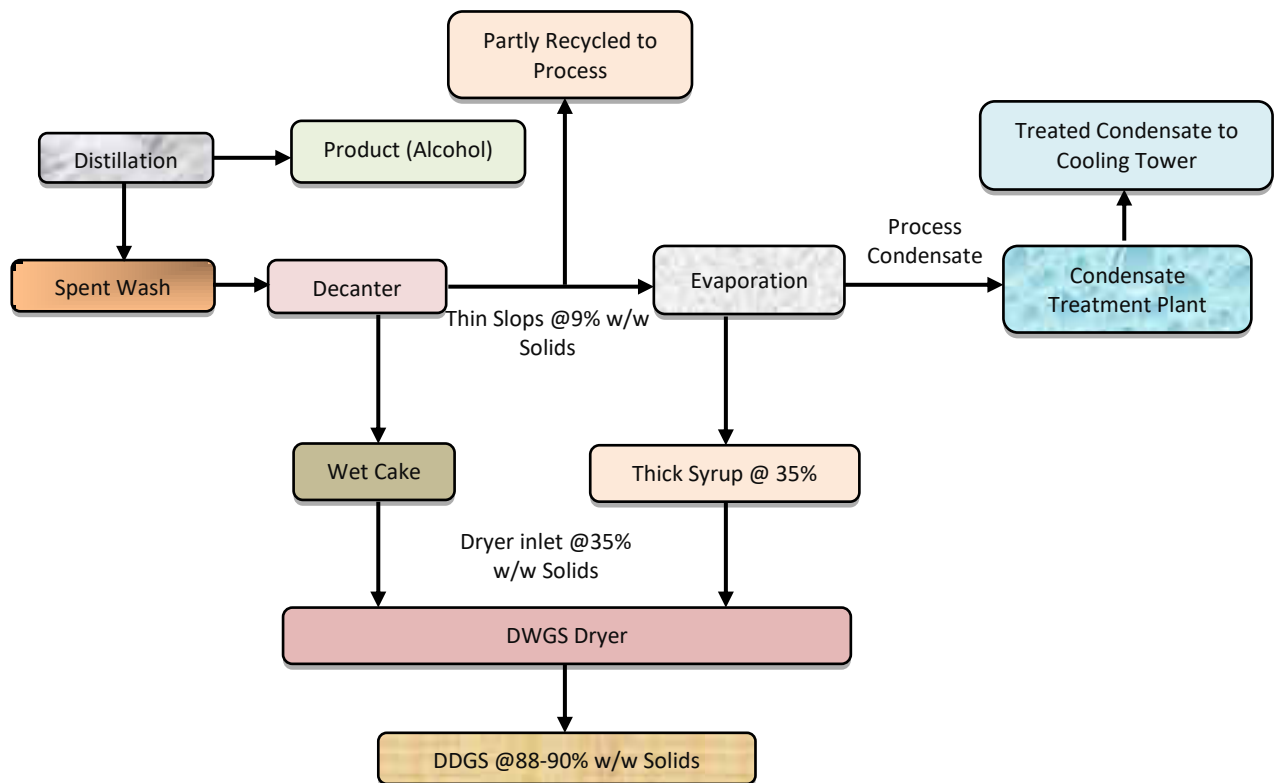 Partly Recycled to
Process
Treated Condensate to
Cooling Tower
Product (Alcohol)
Distillation
Process
Condensate
Spent Wash
Decanter
Evaporation
Condensate
Treatment Plant
Thin Slops @9% w/w
Solids
Wet Cake
Thick Syrup @ 35%
Dryer inlet @35%
w/w Solids
DWGS Dryer
DDGS @88-90% w/w Solids